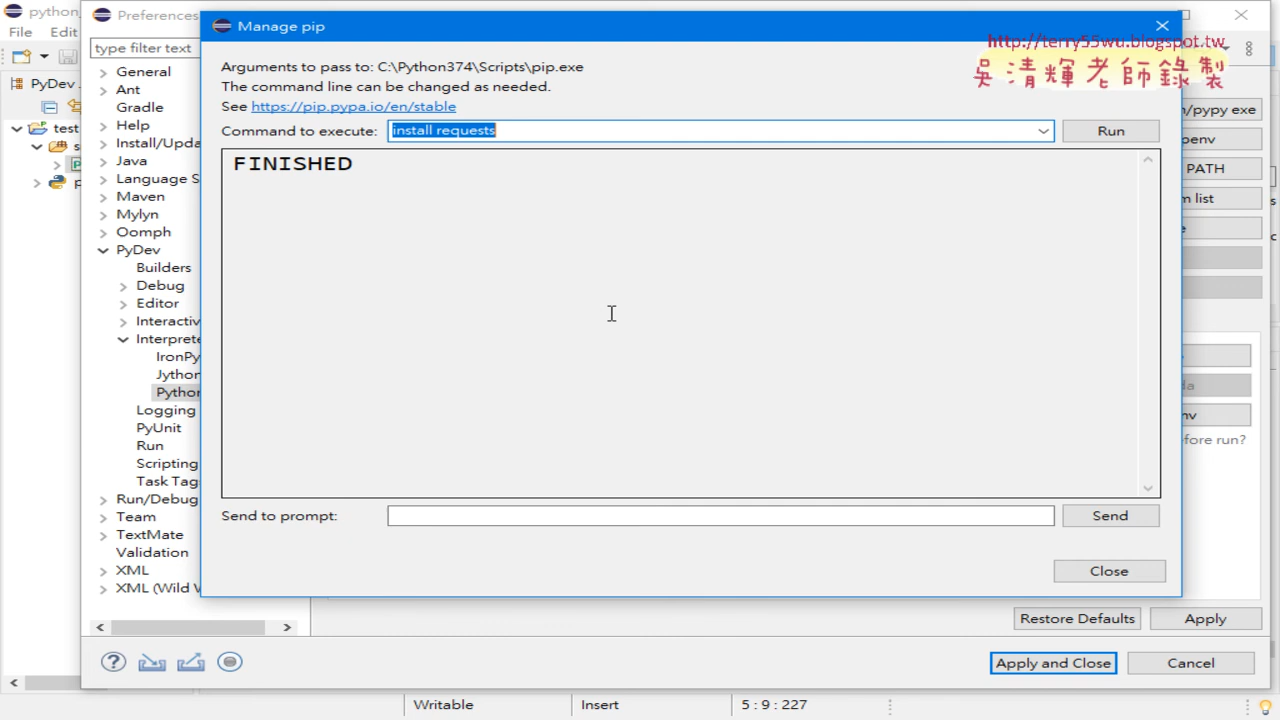 python_
Preferences
Manage pip
http://terry55wu.blogspot.tw
吳清輝老師錄製
File Edit
type filter text
Arguments to pass to: C:\Python374\Scripts\pip.exe
The command line can be changed as needed.
See https://pip.pypa.io/en/stable
Command to execute: install requests Run
FINISHED
PyDev
test
s
p
General
Ant
Gradle
Help
Install/Upda
Java
Language S
Maven
Mylyn
Oomph
PyDev
Builders
Debug
Editor
Interactiv
Interprete
IronPy
Jython
Python
Logging
PyUnit
Run
Scripting
Task Tag
Run/Debug
Team
TextMate
Validation
XML
XML (Wild W
n/pypy exe
penv
PATH
m list
e
da
nv
efore run?
Send to prompt: Send
Close
Restore Defaults Apply
Apply and Close Cancel
Writable Insert 5 : 9 : 227